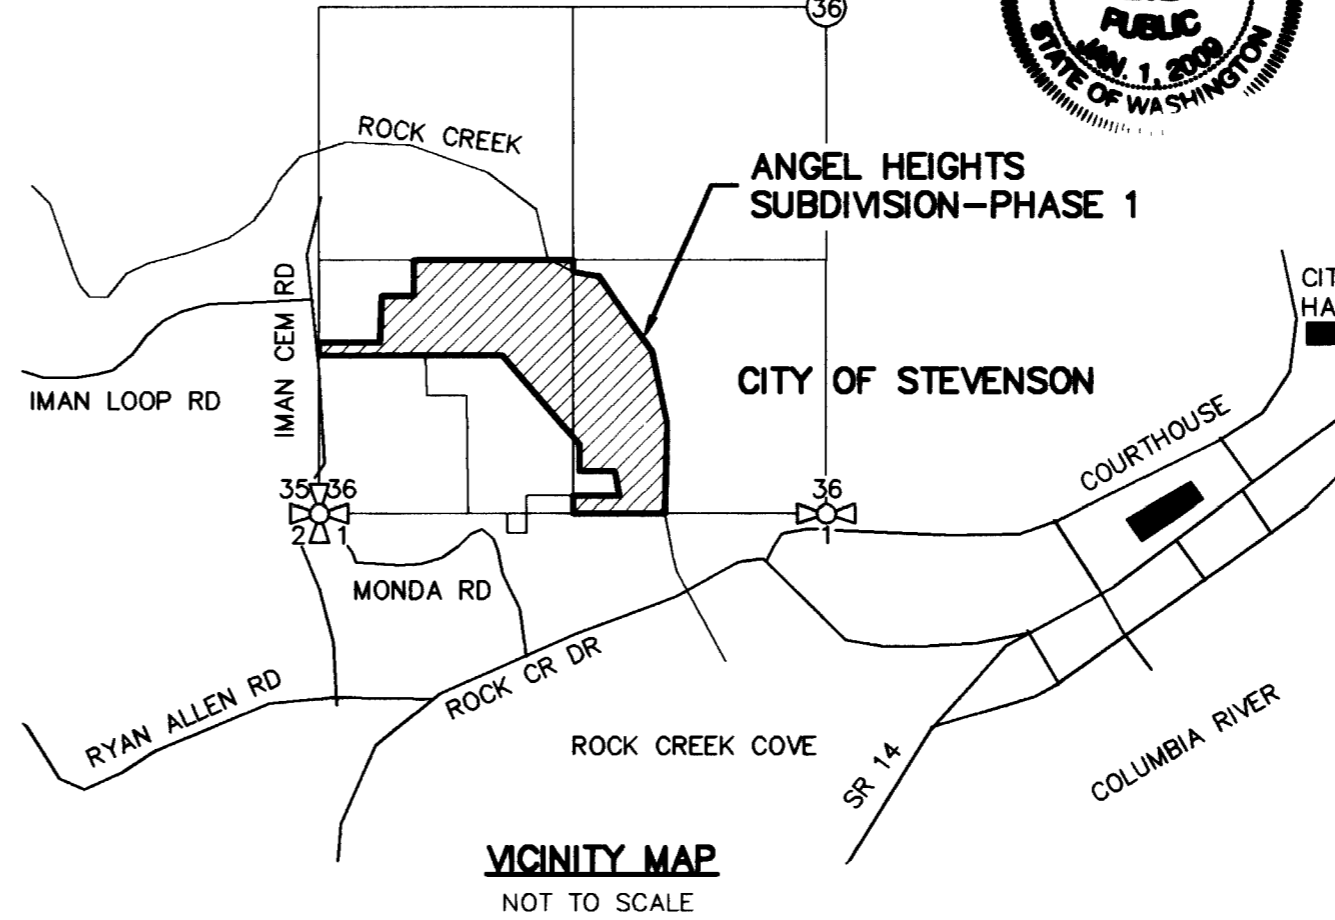 36
PUBLIC
JAN. 1, 2009
STATE OF WASHINGTON
ROCK CREEK
ANGEL HEIGHTS
SUBDIVISION-PHASE 1
IMAN CEM RD
IMAN LOOP RD
CITY OF STEVENSON
COURTHOUSE
35 36
2 1
36
1
MONDA RD
ROCK CR DR
RYAN ALLEN RD
ROCK CREEK COVE
SR 14
COLUMBIA RIVER
VICINITY MAP
NOT TO SCALE